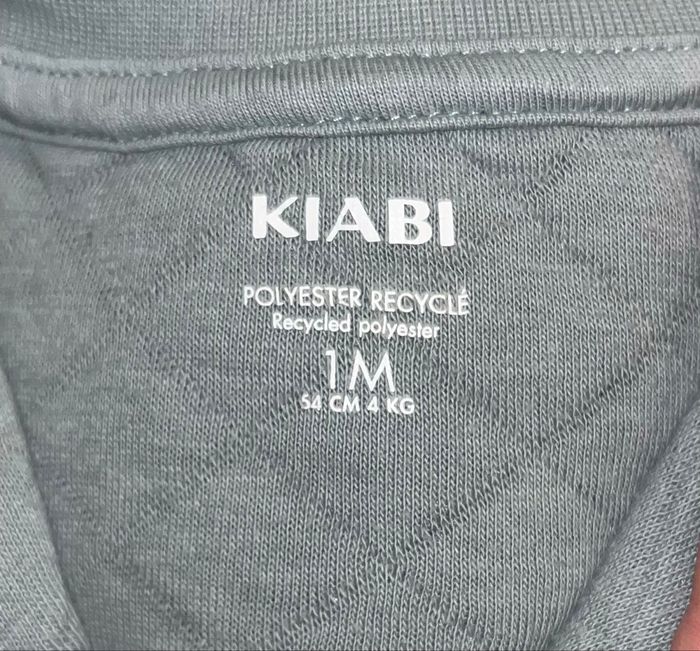 KIABI
POLYESTER RECYCLÉ
Recycled polyester
1M
54 CM 4 KG